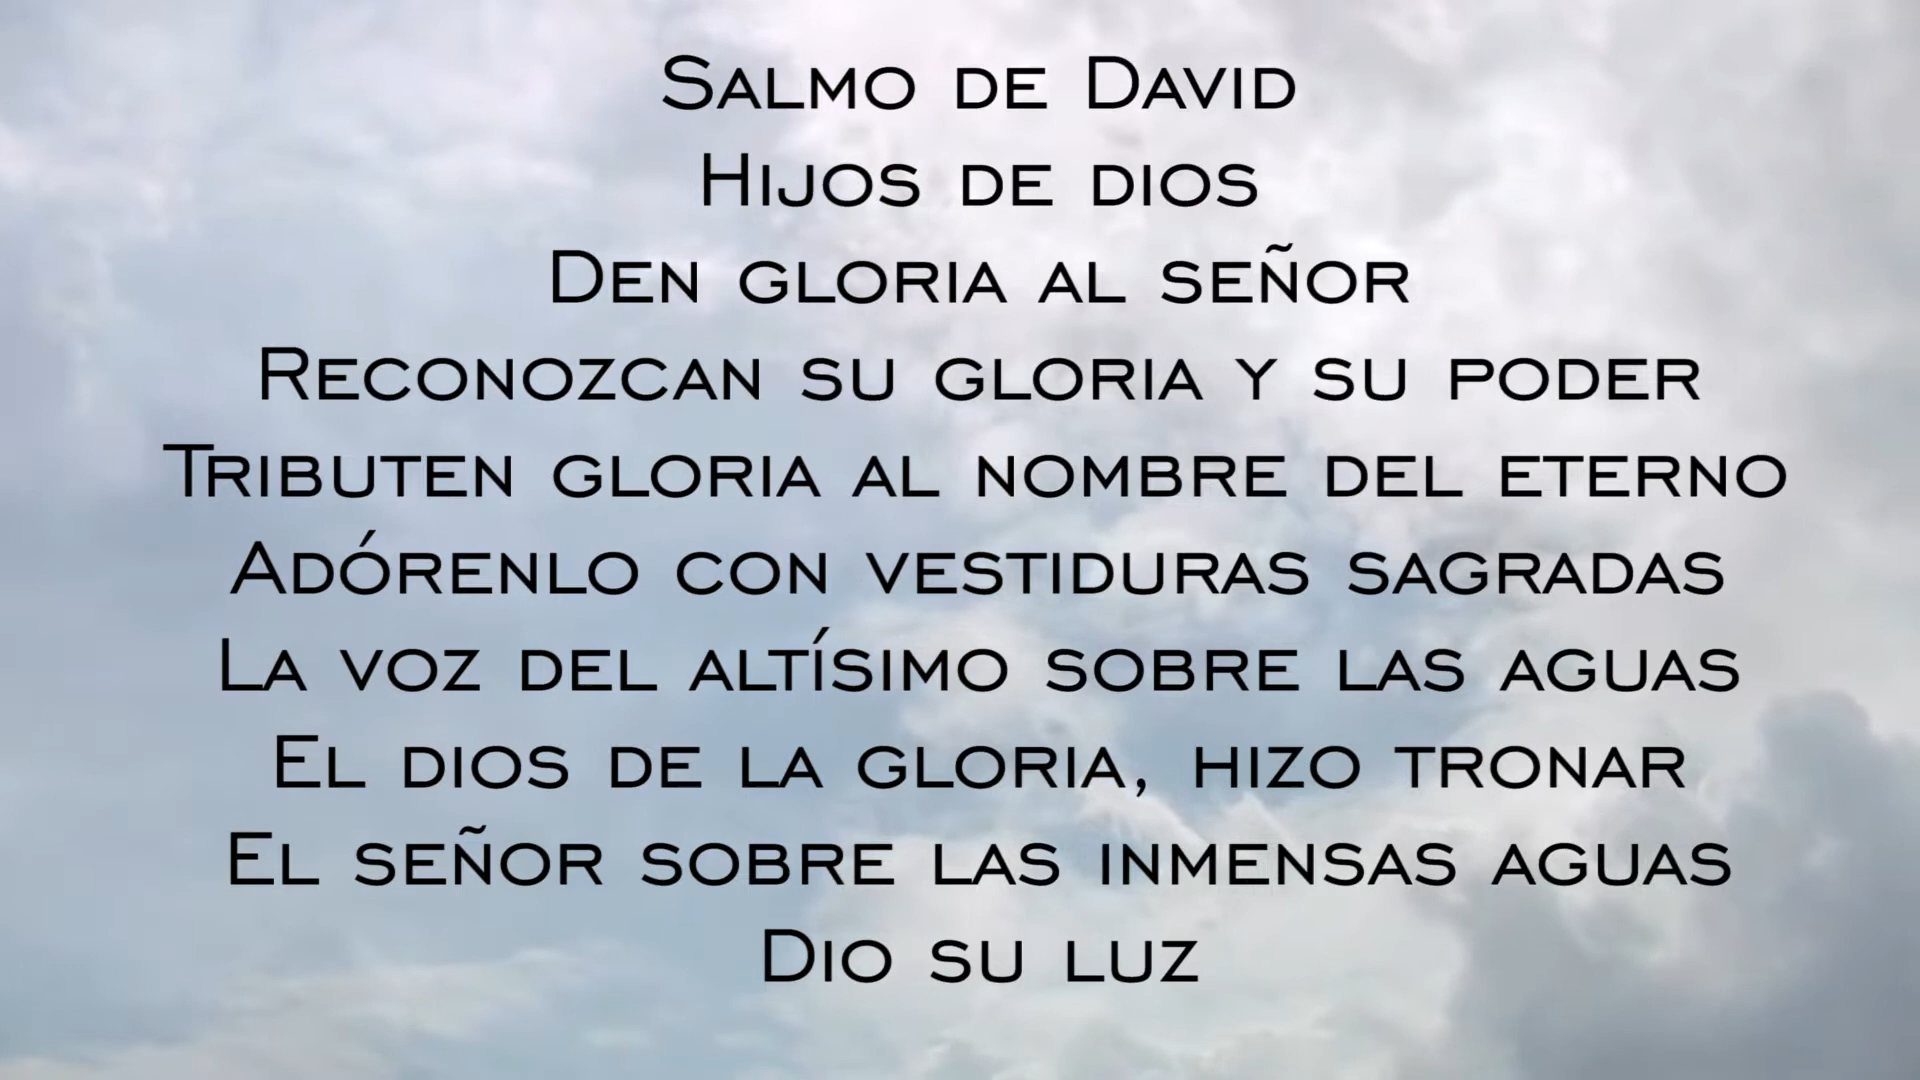 Salmo de David
Hijos de dios
Den gloria al señor
Reconozcan su gloria y su poder
Tributen gloria al nombre del eterno
Adórenlo con vestiduras sagradas
La voz del altísimo sobre las aguas
El dios de la gloria, hizo tronar
El señor sobre las inmensas aguas
Dio su luz